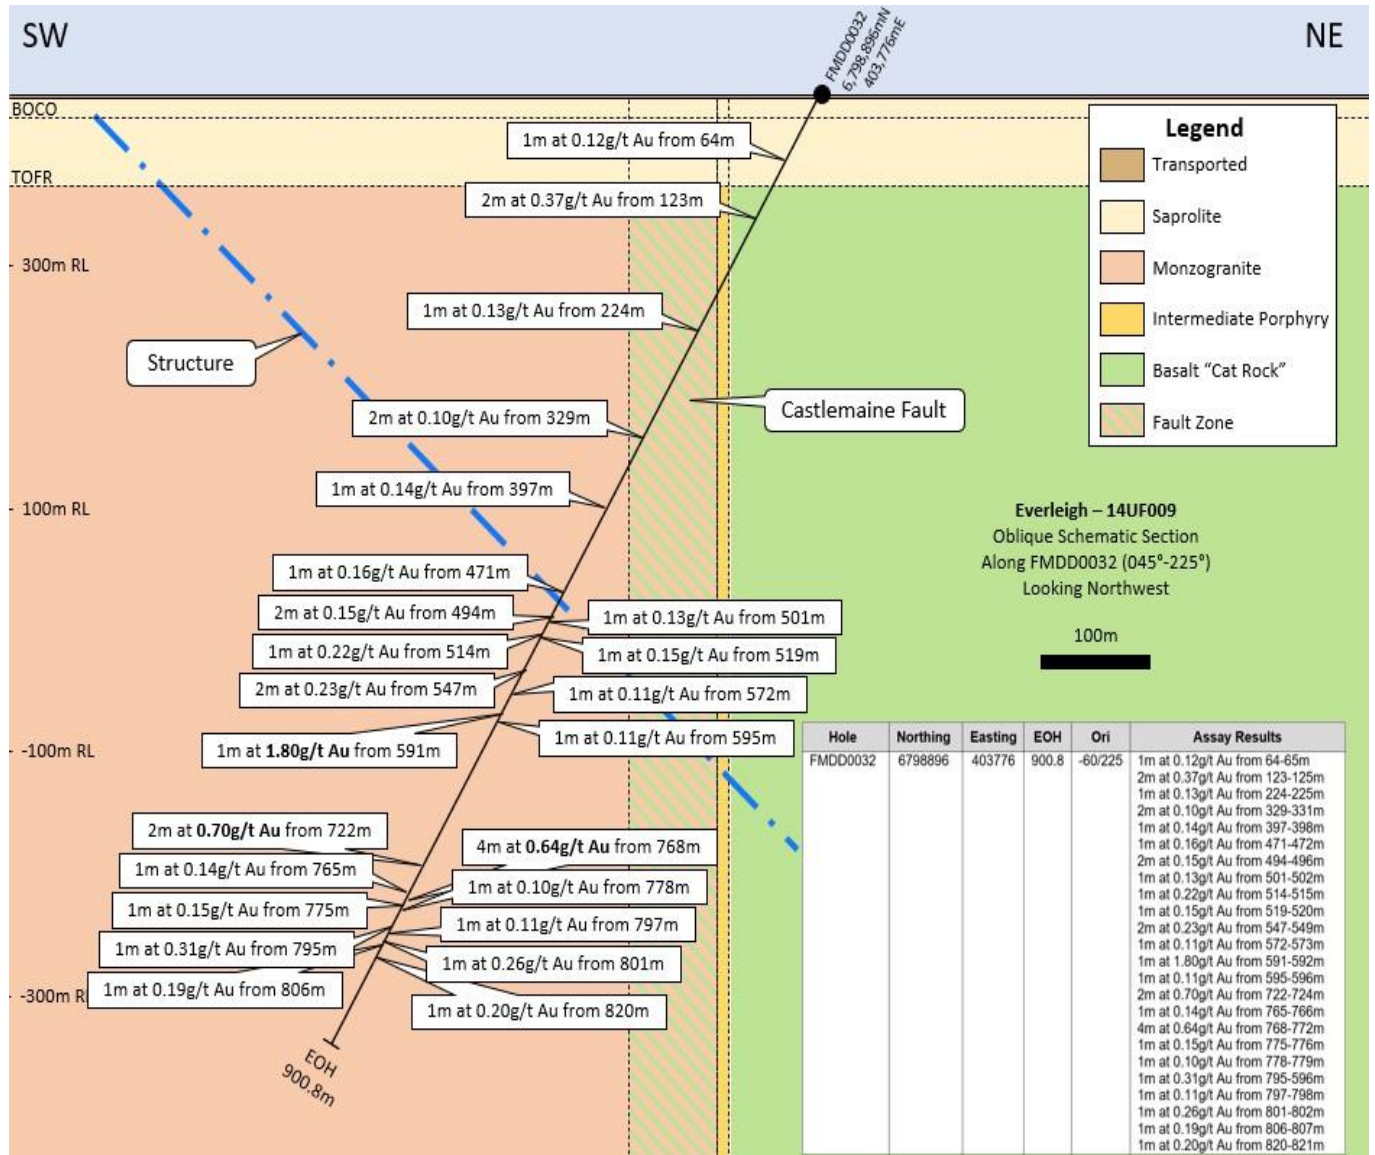 SW
NE
FMDD0032
6,798,896mN
403,776mE
BOCO
TOFR
300m RL
100m RL
-100m RL
-300m RL
1m at 0.12g/t Au from 64m
2m at 0.37g/t Au from 123m
1m at 0.13g/t Au from 224m
Structure
2m at 0.10g/t Au from 329m
Castlemaine Fault
1m at 0.14g/t Au from 397m
1m at 0.16g/t Au from 471m
2m at 0.15g/t Au from 494m
1m at 0.13g/t Au from 501m
1m at 0.22g/t Au from 514m
1m at 0.15g/t Au from 519m
2m at 0.23g/t Au from 547m
1m at 0.11g/t Au from 572m
1m at 1.80g/t Au from 591m
1m at 0.11g/t Au from 595m
2m at 0.70g/t Au from 722m
4m at 0.64g/t Au from 768m
1m at 0.14g/t Au from 765m
1m at 0.10g/t Au from 778m
1m at 0.15g/t Au from 775m
1m at 0.11g/t Au from 797m
1m at 0.31g/t Au from 795m
1m at 0.26g/t Au from 801m
1m at 0.19g/t Au from 806m
1m at 0.20g/t Au from 820m
EOH
900.8m
Legend
Transported
Saprolite
Monzogranite
Intermediate Porphyry
Basalt “Cat Rock”
Fault Zone
Everleigh – 14UF009
Oblique Schematic Section
Along FMDD0032 (045°-225°)
Looking Northwest
100m
Hole Northing Easting EOH Ori Assay Results
FMDD0032 6798896 403776 900.8 -60/225 1m at 0.12g/t Au from 64-65m
2m at 0.37g/t Au from 123-125m
1m at 0.13g/t Au from 224-225m
2m at 0.10g/t Au from 329-331m
1m at 0.14g/t Au from 397-398m
1m at 0.16g/t Au from 471-472m
2m at 0.15g/t Au from 494-496m
1m at 0.13g/t Au from 501-502m
1m at 0.22g/t Au from 514-515m
1m at 0.15g/t Au from 519-520m
2m at 0.23g/t Au from 547-549m
1m at 0.11g/t Au from 572-573m
1m at 1.80g/t Au from 591-592m
1m at 0.11g/t Au from 595-596m
2m at 0.70g/t Au from 722-724m
1m at 0.14g/t Au from 765-766m
4m at 0.64g/t Au from 768-772m
1m at 0.15g/t Au from 775-776m
1m at 0.10g/t Au from 778-779m
1m at 0.31g/t Au from 795-596m
1m at 0.11g/t Au from 797-798m
1m at 0.26g/t Au from 801-802m
1m at 0.19g/t Au from 806-807m
1m at 0.20g/t Au from 820-821m